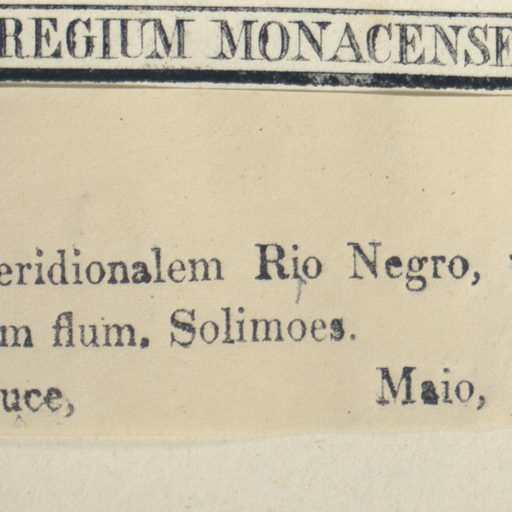 REGIUM MONACENSE
eridionalem Rio Negro,
m flum. Solimoes.
uce, Maio,